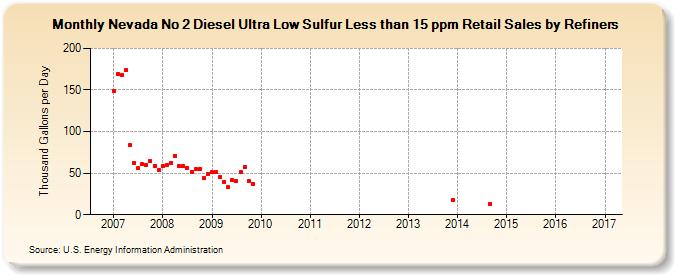 Monthly Nevada No 2 Diesel Ultra Low Sulfur Less than 15 ppm Retail Sales by Refiners
Thousand Gallons per Day
200
150
100
50
0
2007 2008 2009 2010 2011 2012 2013 2014 2015 2016 2017
Source: U.S. Energy Information Administration